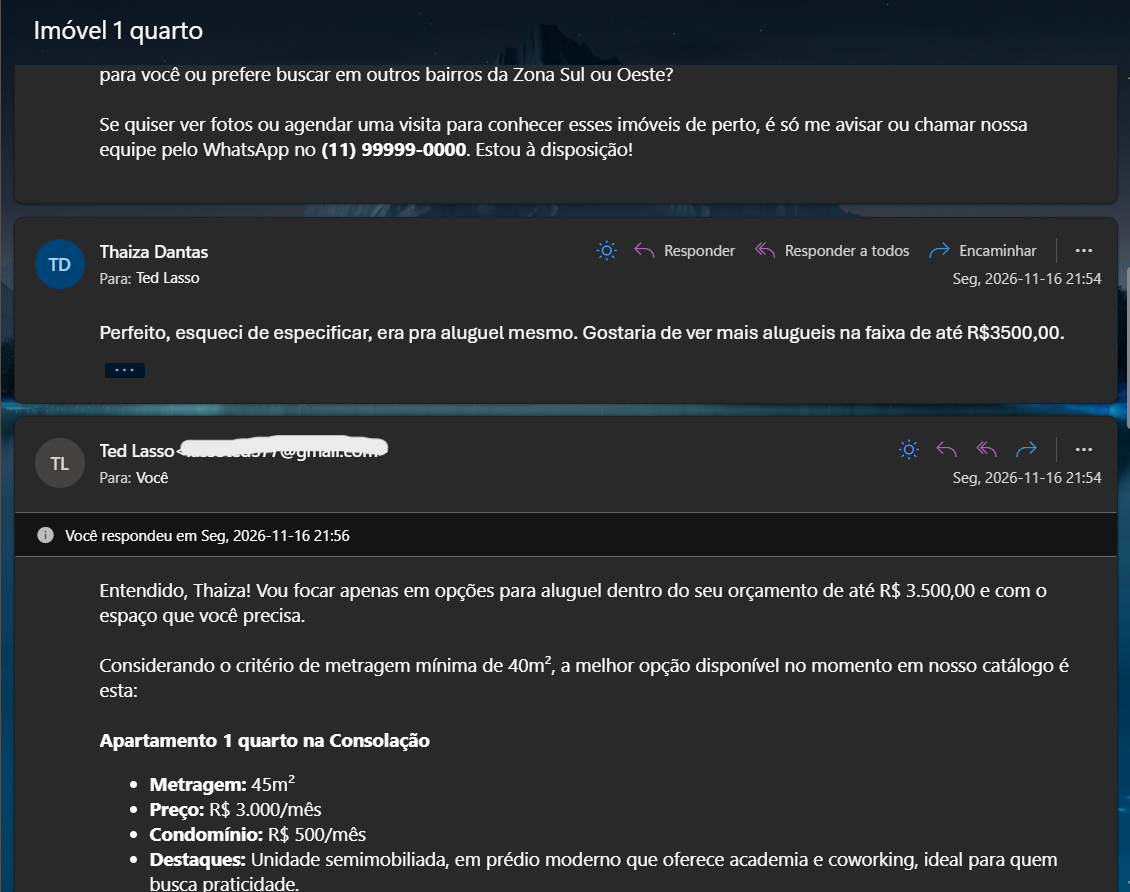 Imóvel 1 quarto
para você ou prefere buscar em outros bairros da Zona Sul ou Oeste?
Se quiser ver fotos ou agendar uma visita para conhecer esses imóveis de perto, é só me avisar ou chamar nossa
equipe pelo WhatsApp no (11) 99999-0000. Estou à disposição!
TD
Thaiza Dantas
Responder
Responder a todos
Encaminhar
Para: Ted Lasso
Seg, 2026-11-16 21:54
Perfeito, esqueci de especificar, era pra aluguel mesmo. Gostaria de ver mais alugueis na faixa de até R$3500,00.
TL
Ted Lasso
Para: Você
Seg, 2026-11-16 21:54
Você respondeu em Seg, 2026-11-16 21:56
Entendido, Thaiza! Vou focar apenas em opções para aluguel dentro do seu orçamento de até R$ 3.500,00 e com o
espaço que você precisa.
Considerando o critério de metragem mínima de 40m², a melhor opção disponível no momento em nosso catálogo é
esta:
Apartamento 1 quarto na Consolação
• Metragem: 45m²
• Preço: R$ 3.000/mês
• Condomínio: R$ 500/mês
• Destaques: Unidade semimobiliada, em prédio moderno que oferece academia e coworking, ideal para quem
busca praticidade.